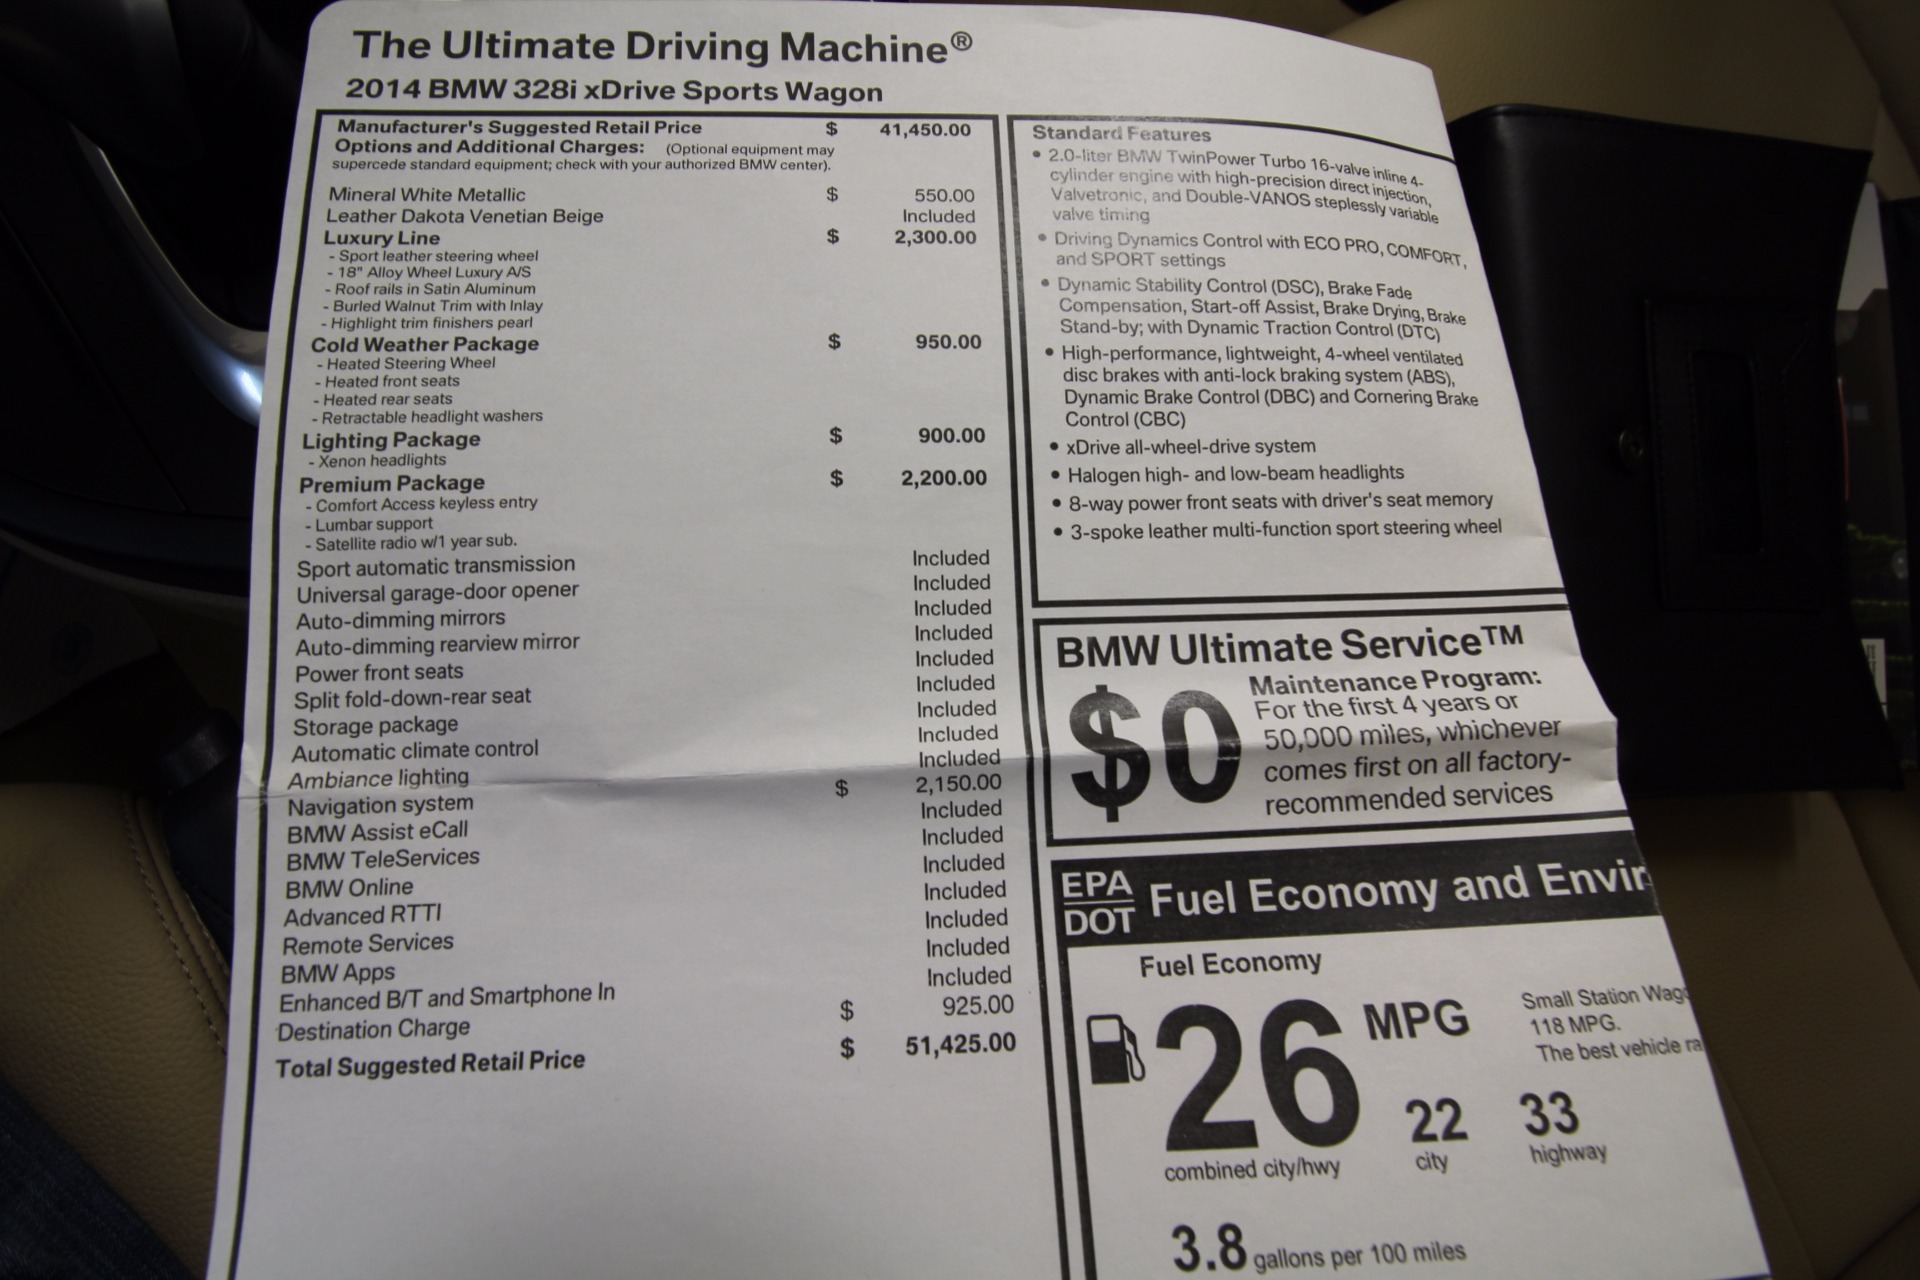 The Ultimate Driving Machine®
2014 BMW 328i xDrive Sports Wagon
Manufacturer's Suggested Retail Price $ 41,450.00
Options and Additional Charges: (Optional equipment may
supercede standard equipment; check with your authorized BMW center).
Mineral White Metallic $ 550.00
Leather Dakota Venetian Beige Included
Luxury Line $ 2,300.00
- Sport leather steering wheel
- 18" Alloy Wheel Luxury A/S
- Roof rails in Satin Aluminum
- Burled Walnut Trim with Inlay
- Highlight trim finishers pearl
Cold Weather Package $ 950.00
- Heated Steering Wheel
- Heated front seats
- Heated rear seats
- Retractable headlight washers
Lighting Package $ 900.00
- Xenon headlights
Premium Package $ 2,200.00
- Comfort Access keyless entry
- Lumbar support
- Satellite radio w/1 year sub.
Sport automatic transmission Included
Universal garage-door opener Included
Auto-dimming mirrors Included
Auto-dimming rearview mirror Included
Power front seats Included
Split fold-down-rear seat Included
Storage package Included
Automatic climate control Included
Ambiance lighting Included
Navigation system $ 2,150.00
BMW Assist eCall Included
BMW TeleServices Included
BMW Online Included
Advanced RTTI Included
Remote Services Included
BMW Apps Included
Enhanced B/T and Smartphone In Included
Destination Charge $ 925.00
Total Suggested Retail Price $ 51,425.00
Standard Features
• 2.0-liter BMW TwinPower Turbo 16-valve inline 4-
cylinder engine with high-precision direct injection,
Valvetronic, and Double-VANOS steplessly variable
valve timing
• Driving Dynamics Control with ECO PRO, COMFORT,
and SPORT settings
• Dynamic Stability Control (DSC), Brake Fade
Compensation, Start-off Assist, Brake Drying, Brake
Stand-by; with Dynamic Traction Control (DTC)
• High-performance, lightweight, 4-wheel ventilated
disc brakes with anti-lock braking system (ABS),
Dynamic Brake Control (DBC) and Cornering Brake
Control (CBC)
• xDrive all-wheel-drive system
• Halogen high- and low-beam headlights
• 8-way power front seats with driver's seat memory
• 3-spoke leather multi-function sport steering wheel
BMW Ultimate Service™
$0
Maintenance Program:
For the first 4 years or
50,000 miles, whichever
comes first on all factory-
recommended services
EPA
DOT
Fuel Economy and Envir
Fuel Economy
26 MPG
combined city/hwy
22
city
33
highway
Small Station Wag
118 MPG.
The best vehicle ra
3.8 gallons per 100 miles